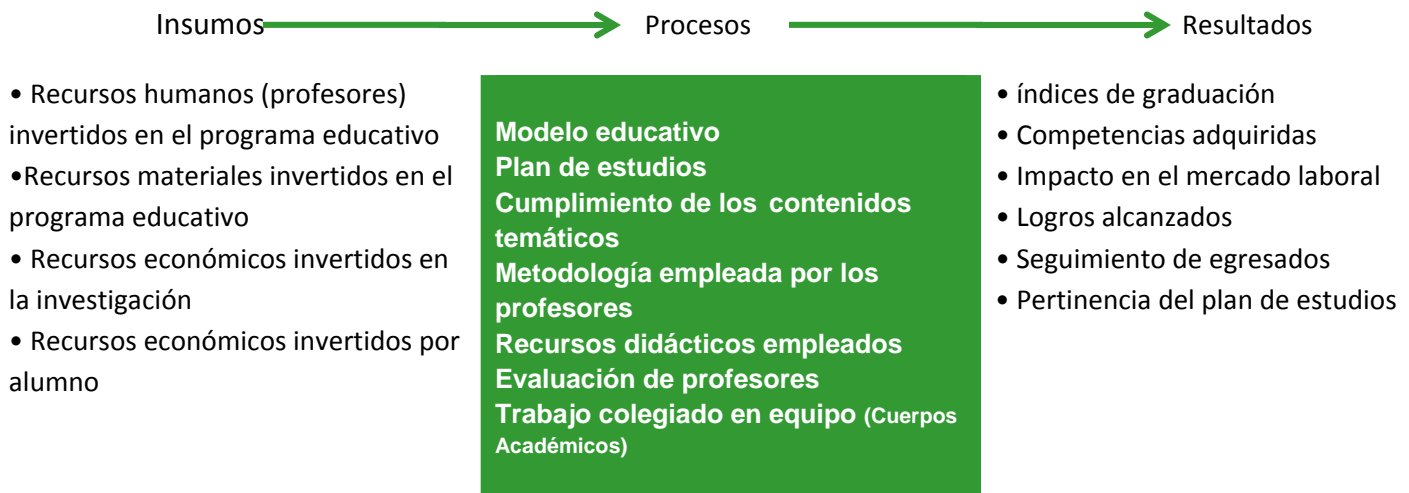 Insumos Procesos Resultados
• Recursos humanos (profesores)
invertidos en el programa educativo
•Recursos materiales invertidos en el
programa educativo
• Recursos económicos invertidos en
la investigación
• Recursos económicos invertidos por
alumno
Modelo educativo
Plan de estudios
Cumplimiento de los contenidos
temáticos
Metodología empleada por los
profesores
Recursos didácticos empleados
Evaluación de profesores
Trabajo colegiado en equipo (Cuerpos
Académicos)
• índices de graduación
• Competencias adquiridas
• Impacto en el mercado laboral
• Logros alcanzados
• Seguimiento de egresados
• Pertinencia del plan de estudios